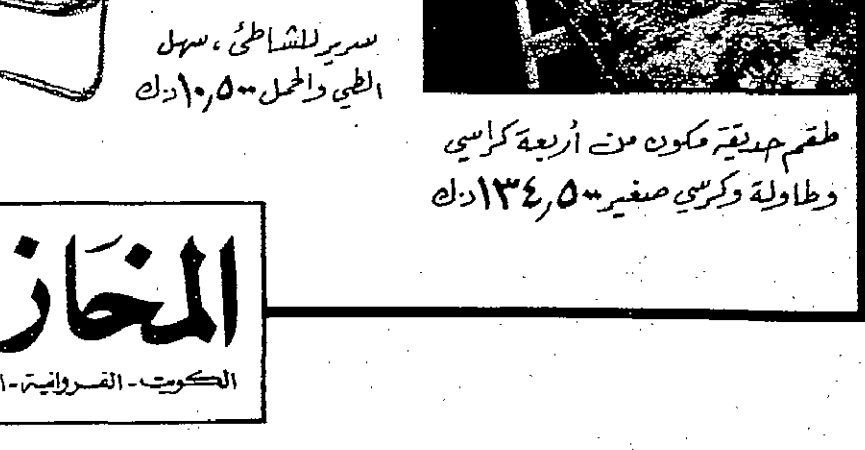 سرير للشاطئ ، سهل
الطي والحمل ١٠,٥٠٠ د.ك
طقم حديقة مكون من أربعة كراسي
وطاولة وكرسي صغير ١٣٤,٥٠٠ د.ك
المخاز
الكويت - الفروانية - ا